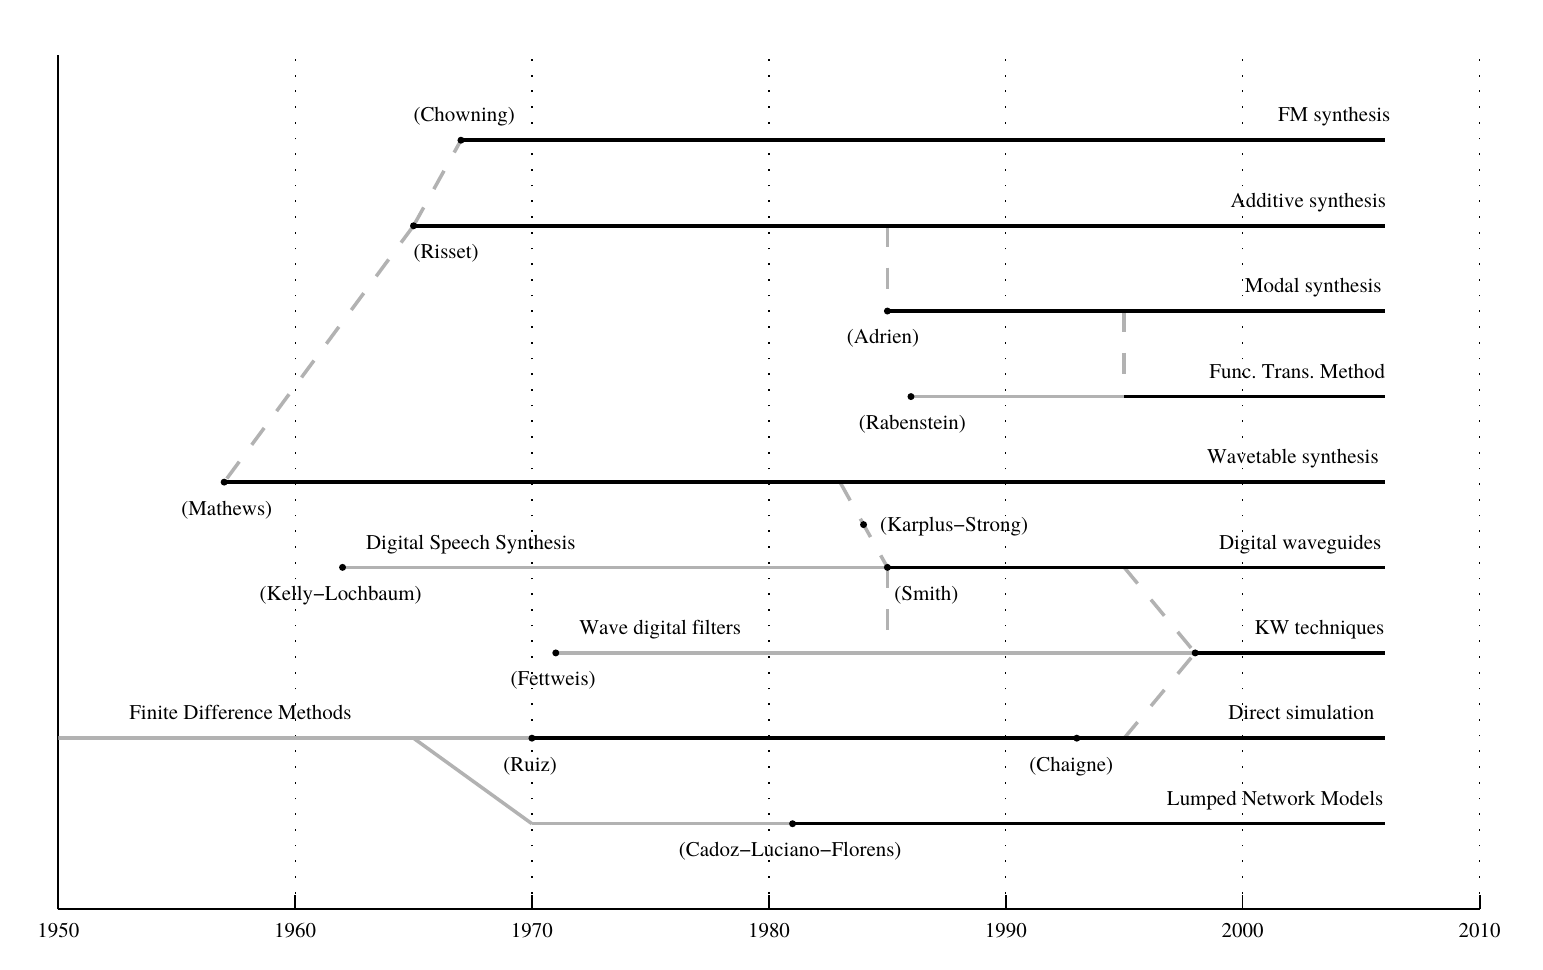 (Chowning)
FM synthesis
Additive synthesis
(Risset)
Modal synthesis
(Adrien)
Func. Trans. Method
(Rabenstein)
Wavetable synthesis
(Mathews)
(Karplus−Strong)
Digital Speech Synthesis
Digital waveguides
(Kelly−Lochbaum)
(Smith)
Wave digital filters
KW techniques
(Fettweis)
Finite Difference Methods
Direct simulation
(Ruiz)
(Chaigne)
Lumped Network Models
(Cadoz−Luciano−Florens)
1950 1960 1970 1980 1990 2000 2010